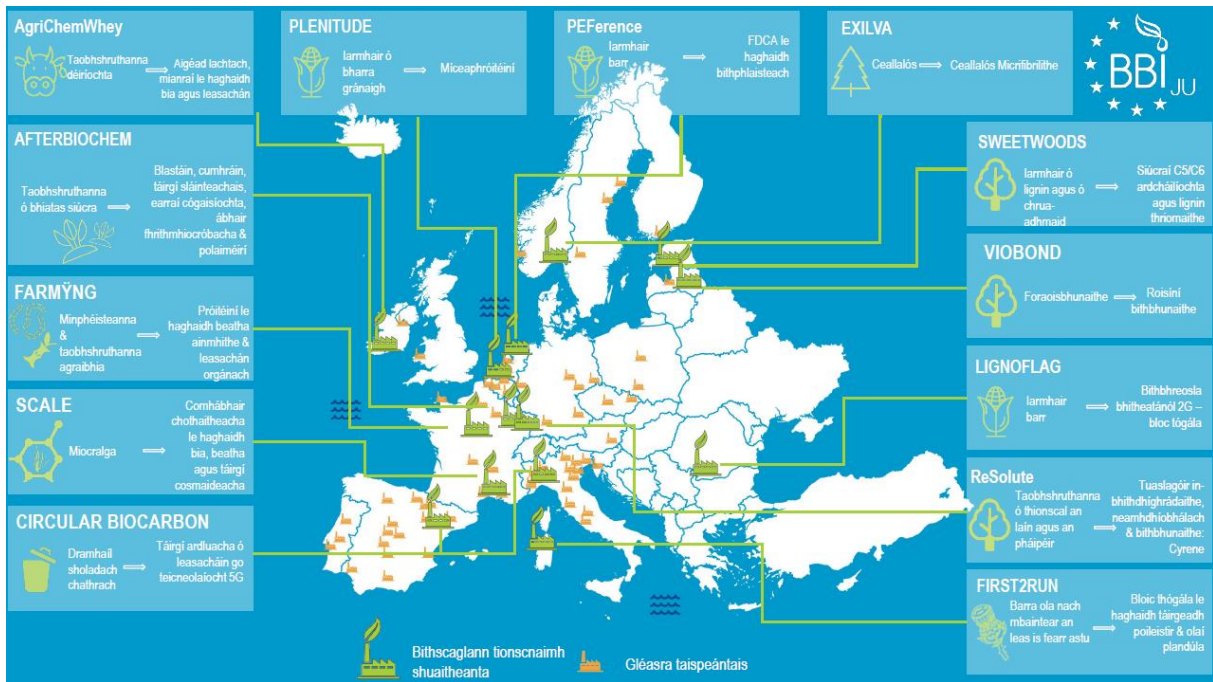 AgriChemWhey
Taobhshruthanna
déiríochta
Aigéad lachtach,
mianraí le haghaidh
bia agus leasachán
PLENITUDE
Iarmhair ó
bharra
gránaigh
Míceapróitéiní
PEFerence
Iarmhair
barr
FDCA le
haghaidh
bithphlaisteach
EXILVA
Ceallalós
Ceallalós Micrifibrilithe
BBI JU
AFTERBIOCHEM
Taobhshruthanna
ó bhiatas siúcra
Blastáin, cumhráin,
táirgí sláinteachais,
earraí cógaisíochta,
ábhair
fhrithmhiocróbacha &
polaiméirí
SWEETWOODS
Iarmhair ó
lignin agus ó
chrua-
adhmaid
Siúcraí C5/C6
ardcháilíochta
agus lignin
thriomaithe
VIOBOND
Foraoisbhunaithe
Roisíní
bithbhunaithe
FARMŸNG
Minphéisteanna
&
taobhshruthanna
agraibhia
Próitéiní le
haghaidh beatha
ainmhithe &
leasachán
orgánach
LIGNOFLAG
Iarmhair
barr
Bithbhreosla
bhitheatánól 2G –
bloc tógála
SCALE
Miocralga
Comhábhair
chothaitheacha
le haghaidh
bia, beatha
agus táirgí
cosmaideacha
ReSolute
Taobhshruthanna
ó thionscal an
laín agus an
pháipéir
Tuaslagóir in-
bhithdhíghrádaithe,
neamhdhíobhálach
& bithbhunaithe:
Cyrene
CIRCULAR BIOCARBON
Dramhaíl
sholadach
chathrach
Táirgí ardluacha ó
leasacháin go
teicneolaíocht 5G
FIRST2RUN
Barra ola nach
mbaintear an
leas is fearr astu
Bloic thógála le
haghaidh táirgeadh
poileistir & olaí
plandúla
Bithscaglann tionscnaimh
shuaitheanta
Gléasra taispeántais